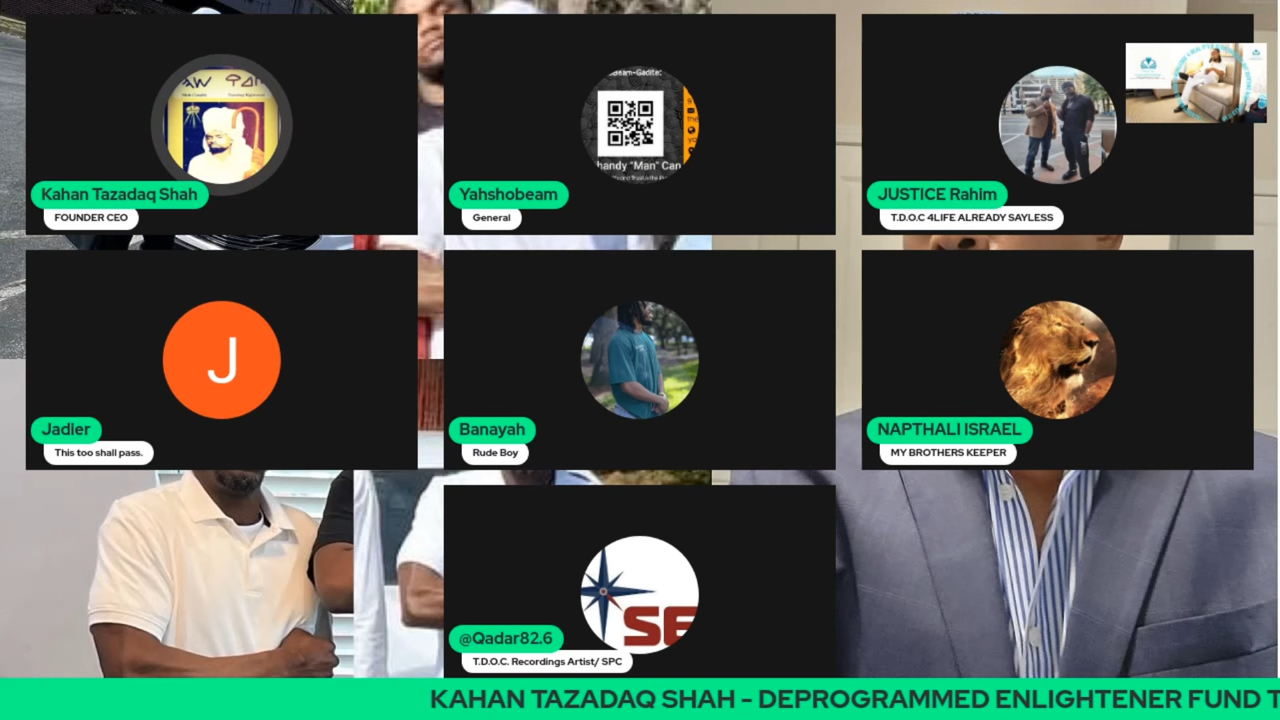 Kahan Tazadaq Shah
FOUNDER CEO
Yahshobeam
General
JUSTICE Rahim
T.D.O.C 4LIFE ALREADY SAYLESS
J
Jadier
This too shall pass.
Banayah
Rude Boy
NAPTHALI ISRAEL
MY BROTHERS KEEPER
SE
@Qadar82.6
T.D.O.C. Recordings Artist/ SPC
KAHAN TAZADAQ SHAH - DEPROGRAMMED ENLIGHTENER FUND T